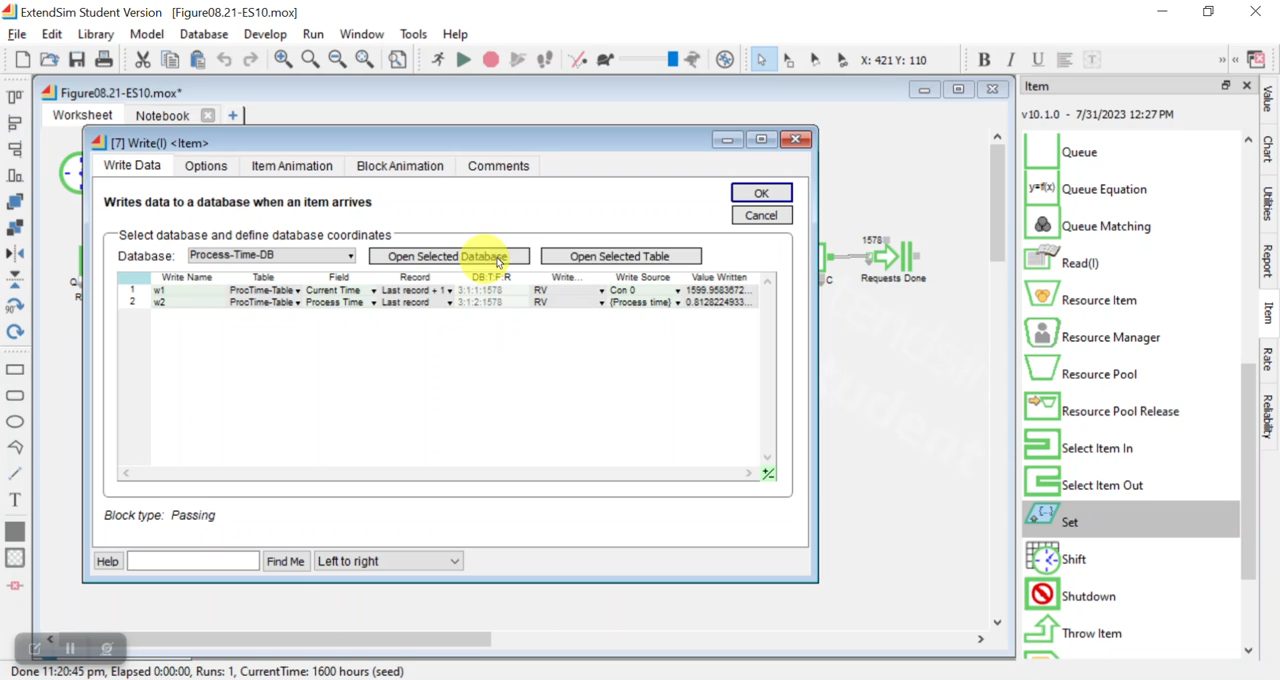 ExtendSim Student Version [Figure08.21-ES10.mox]
File Edit Library Model Database Develop Run Window Tools Help
X: 421 Y: 110
B I U T
» «
Figure08.21-ES10.mox*
Item
Worksheet Notebook +
v10.1.0 - 7/31/2023 12:27PM
[7] Write(I) <Item>
Write Data Options Item Animation Block Animation Comments
Writes data to a database when an item arrives
OK
Cancel
Select database and define database coordinates
Database: Process-Time-DB Open Selected Database Open Selected Table
Write Name Table Field Record DB:T:F:R Write... Write Source Value Written
1 w1 ProcTime-Table Current Time Last record + 1 3:1:1:1578 RV Con 0 1599.9583672...
2 w2 ProcTime-Table Process Time Last record 3:1:2:1578 RV {Process time} 0.8128224933...
Block type: Passing
Help Find Me Left to right
1578
C
Requests Done
Q
R
90°
T
Queue
y=f(x) Queue Equation
Queue Matching
Read(I)
Resource Item
Resource Manager
Resource Pool
Resource Pool Release
Select Item In
Select Item Out
Set
Shift
Shutdown
Throw Item
Value
Chart
Utilities
Report
Item
Rate
Reliability
Done 11:20:45 pm, Elapsed 0:00:00, Runs: 1, CurrentTime: 1600 hours (seed)